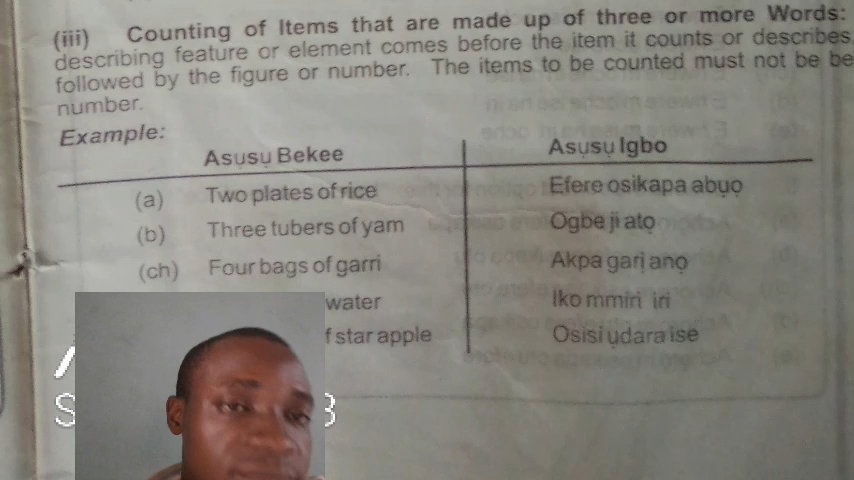 (iii) Counting of Items that are made up of three or more Words:
describing feature or element comes before the item it counts or describes
followed by the figure or number. The items to be counted must not be be
number.
Example:
Asụsụ Bekee Asụsụ Igbo
(a) Two plates of rice Efere osikapa abụọ
(b) Three tubers of yam Ogbe ji atọ
(ch) Four bags of garri Akpa garị anọ
water Iko mmiri iri
f star apple Osisi ụdara ise